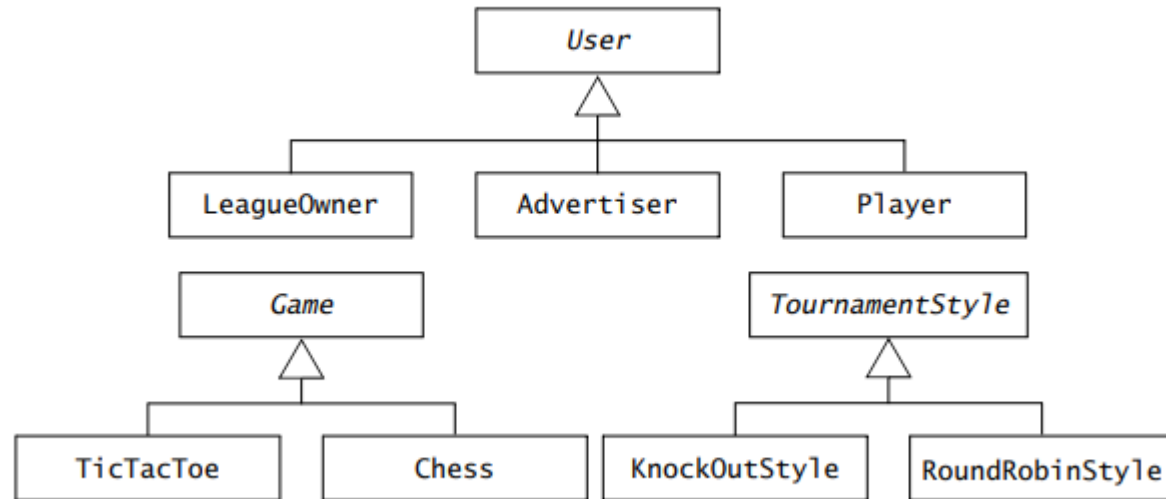 User
LeagueOwner Advertiser Player
Game TournamentStyle
TicTacToe Chess KnockOutStyle RoundRobinStyle